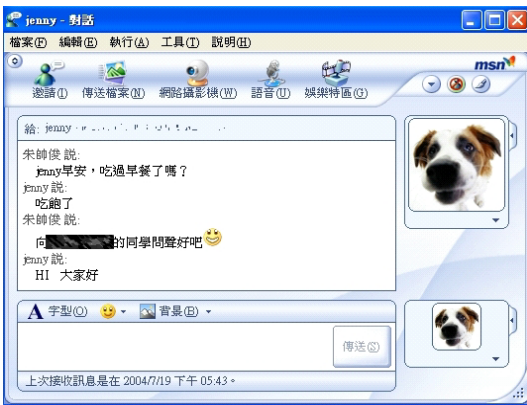 jenny - 對話
檔案(F) 編輯(E) 執行(A) 工具(T) 說明(H)
msn
邀請(I) 傳送檔案(N) 網路攝影機(W) 語音(U) 娛樂特區(G)
給: jenny -
朱帥俊 說:
jenny早安，吃過早餐了嗎？
jenny 說:
吃飽了
朱帥俊 說:
向的同學問聲好吧
jenny 說:
HI 大家好
A 字型(O) 背景(B)
傳送(S)
上次接收訊息是在 2004/7/19 下午 05:43。